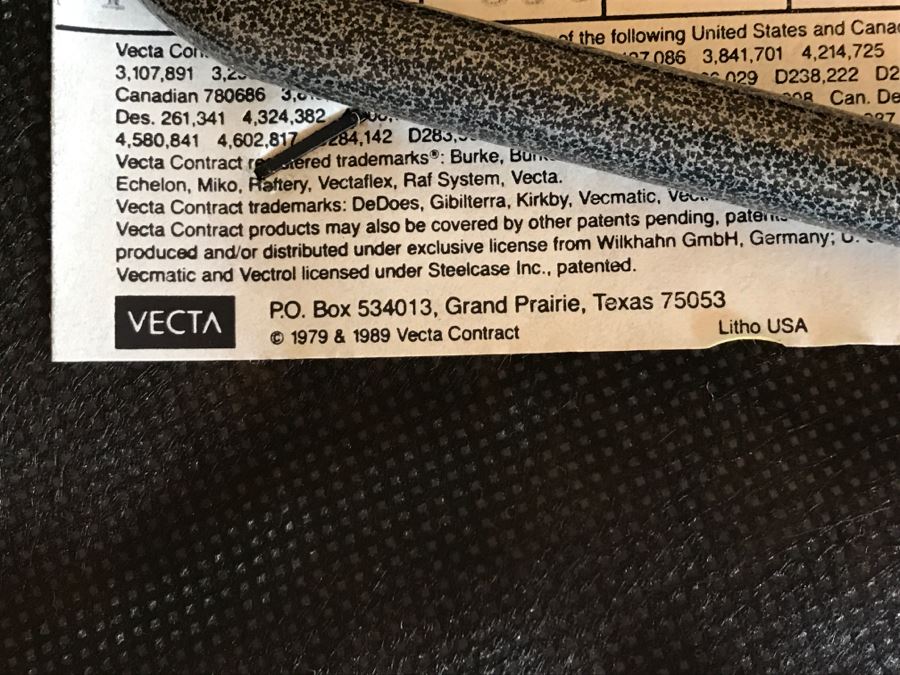 of the following United States and
Vecta 3,841,701 4,214,725
3,107,891 D238,222
Canadian 780686 Can.
Des. 261,341 4,324,382
4,580,841 4,602,817 284,142
Vecta Contract registered trademarks®: Burke,
Echelon, Miko, Raftery, Vectaflex, Raf System, Vecta.
Vecta Contract trademarks: DeDoes, Gibilterra, Kirkby, Vecmatic,
Vecta Contract products may also be covered by other patents pending,
produced and/or distributed under exclusive license from Wilkhahn GmbH, Germany;
Vecmatic and Vectrol licensed under Steelcase Inc., patented.
VECTA P.O. Box 534013, Grand Prairie, Texas 75053
© 1979 & 1989 Vecta Contract Litho USA